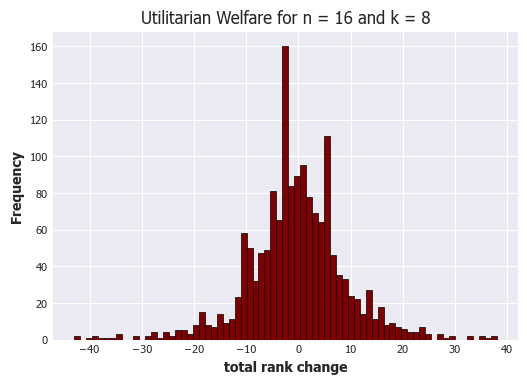 Utilitarian Welfare for n = 16 and k = 8
160
140
120
100
80
60
40
20
0
Frequency
−40 −30 −20 −10 0 10 20 30 40
total rank change